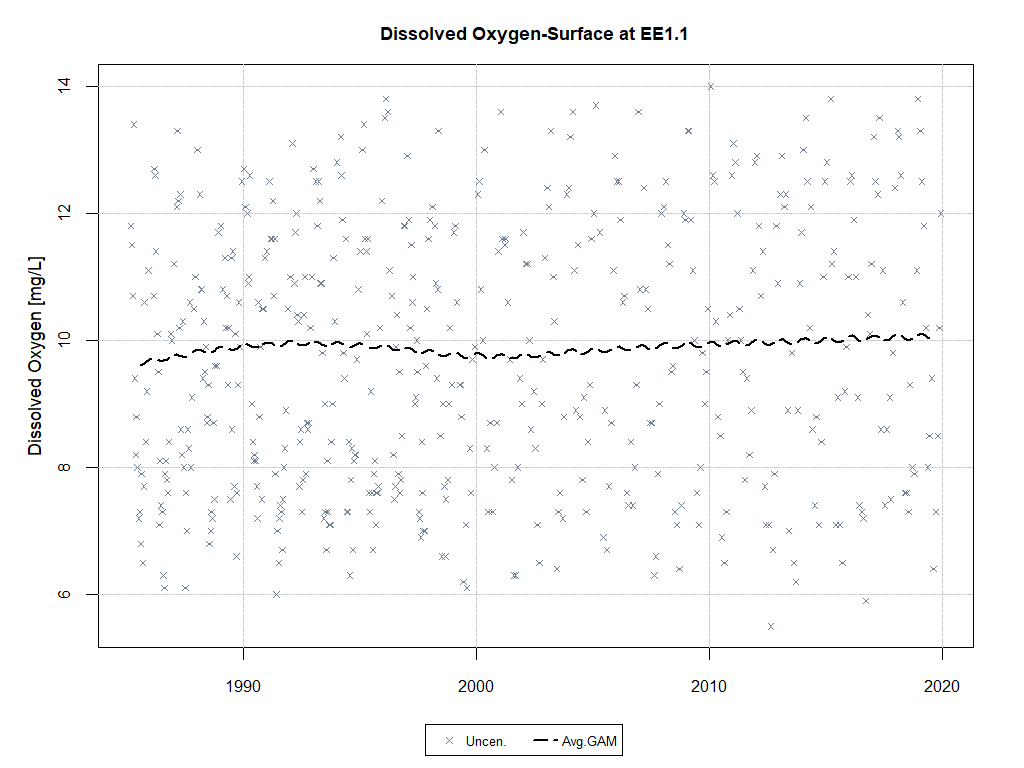 Dissolved Oxygen-Surface at EE1.1
Dissolved Oxygen [mg/L]
14
12
10
8
6
1990 2000 2010 2020
Uncen. Avg.GAM